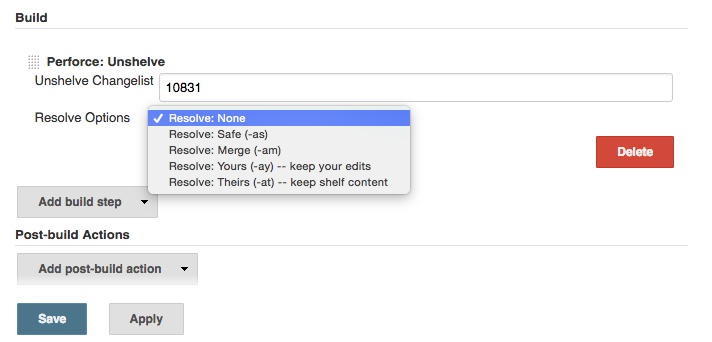 Build
Perforce: Unshelve
Unshelve Changelist 10831
Resolve Options ✓ Resolve: None
Resolve: Safe (-as)
Resolve: Merge (-am)
Resolve: Yours (-ay) -- keep your edits
Resolve: Theirs (-at) -- keep shelf content
Delete
Add build step
Post-build Actions
Add post-build action
Save Apply